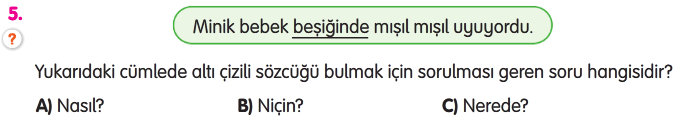 5.
?
Minik bebek beşiğinde mışıl mışıl uyuyordu.
Yukarıdaki cümlede altı çizili sözcüğü bulmak için sorulması geren soru hangisidir?
A) Nasıl? B) Niçin? C) Nerede?